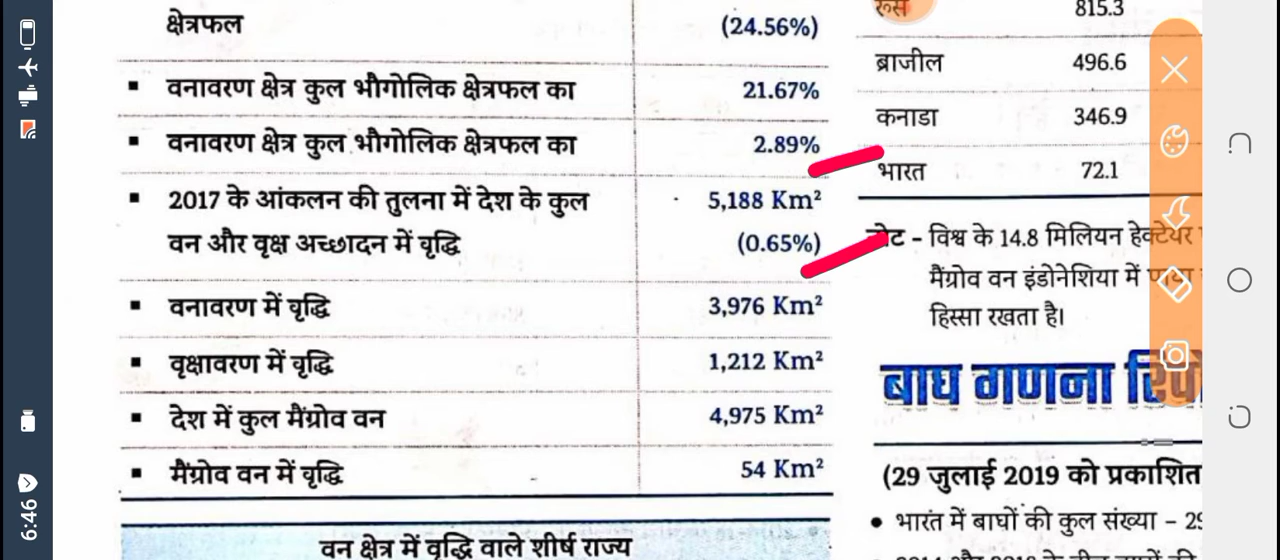 क्षेत्रफल (24.56%)
▪ वनावरण क्षेत्र कुल भौगोलिक क्षेत्रफल का 21.67%
▪ वनावरण क्षेत्र कुल भौगोलिक क्षेत्रफल का 2.89%
▪ 2017 के आंकलन की तुलना में देश के कुल 5,188 Km²
वन और वृक्ष अच्छादन में वृद्धि (0.65%)
▪ वनावरण में वृद्धि 3,976 Km²
▪ वृक्षावरण में वृद्धि 1,212 Km²
▪ देश में कुल मैंग्रोव वन 4,975 Km²
▪ मैंग्रोव वन में वृद्धि 54 Km²
वन क्षेत्र में वृद्धि वाले शीर्ष राज्य
रूस 815.3
ब्राजील 496.6
कनाडा 346.9
भारत 72.1
नोट – विश्व के 14.8 मिलियन हेक्टेयर
मैंग्रोव वन इंडोनेशिया में
हिस्सा रखता है।
बाघ गणना
(29 जुलाई 2019 को प्रकाशित
• भारत में बाघों की कुल संख्या –
6:46